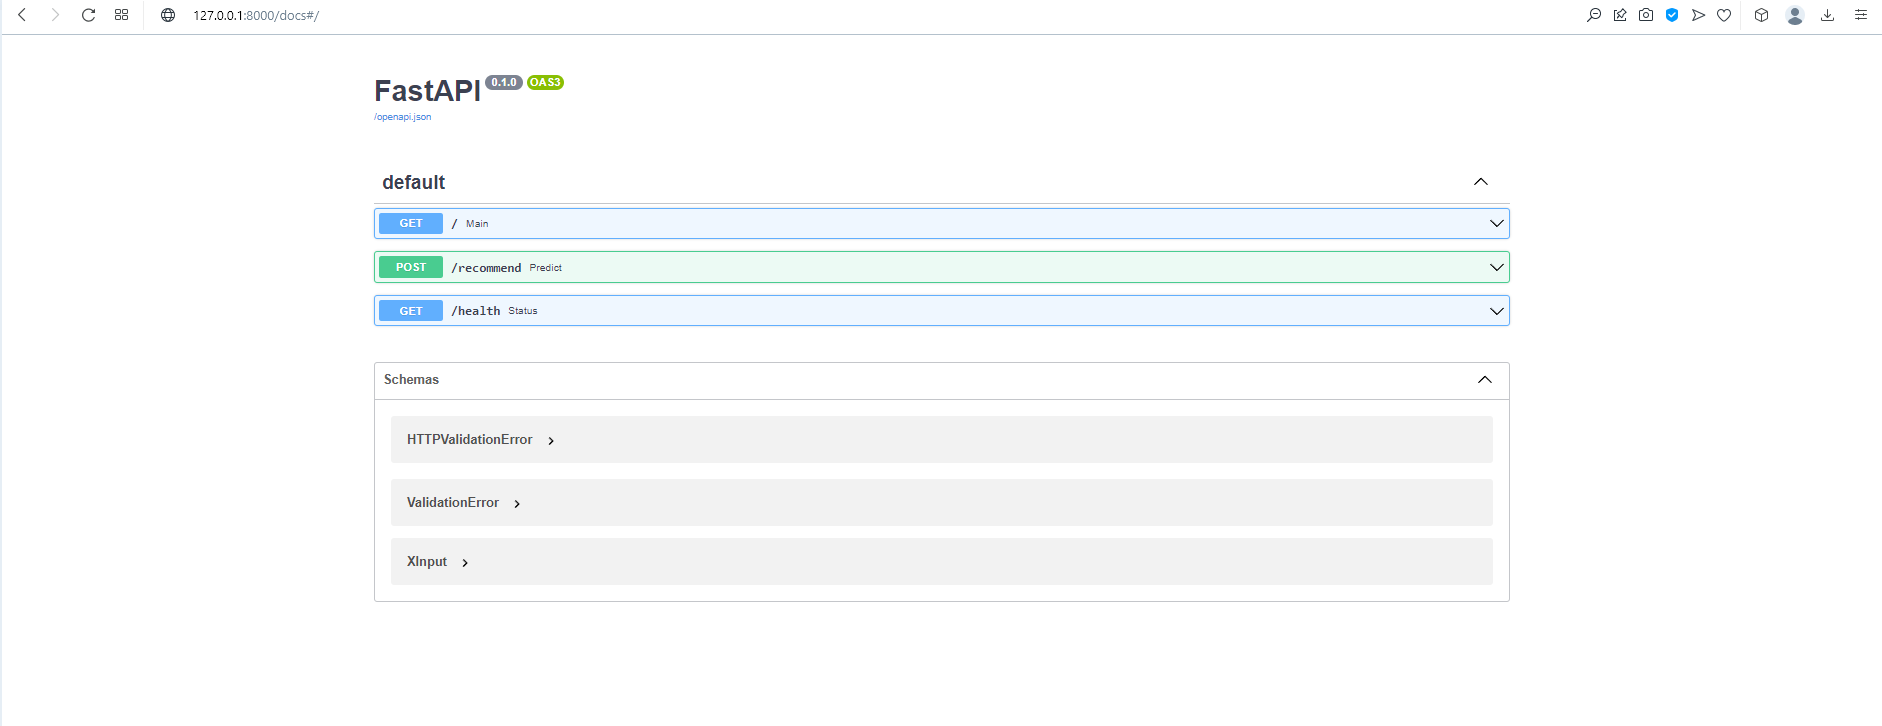 127.0.0.1:8000/docs#/
FastAPI 0.1.0 OAS3
/openapi.json
default
GET / Main
POST /recommend Predict
GET /health Status
Schemas
HTTPValidationError
ValidationError
XInput